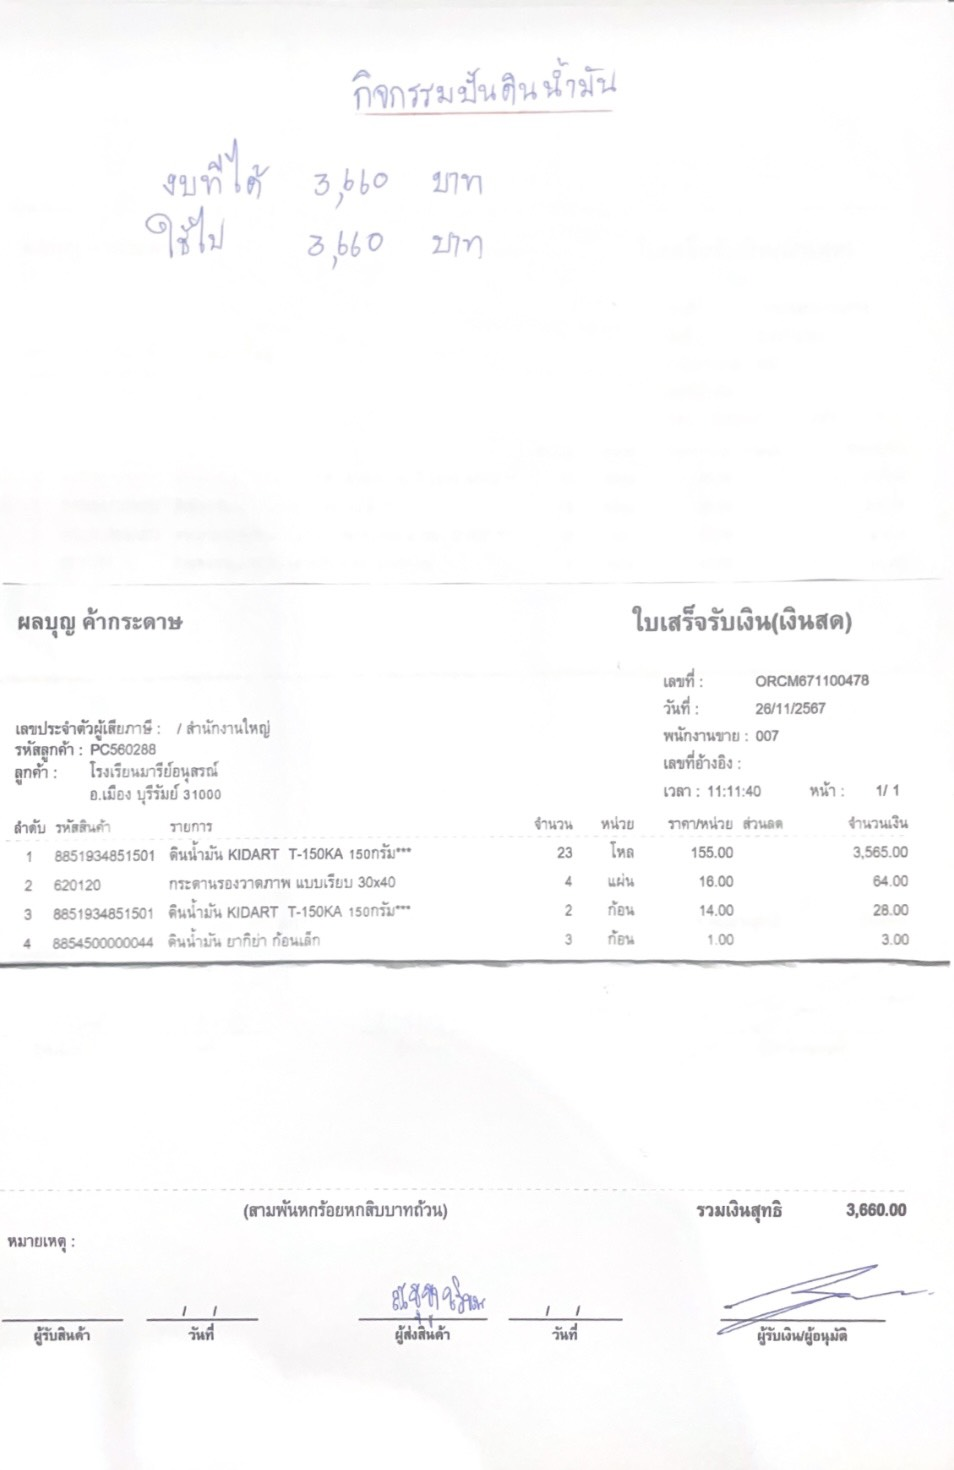 กิจกรรมปั้นดินน้ำมัน
งบที่ได้ 3,660 บาท
ใช้ไป 3,660 บาท
ผลบุญ ค้ากระดาษ
ใบเสร็จรับเงิน(เงินสด)
เลขที่ : ORCM671100478
วันที่ : 26/11/2567
เลขประจำตัวผู้เสียภาษี : / สำนักงานใหญ่
พนักงานขาย : 007
รหัสลูกค้า : PC560288
เลขที่อ้างอิง :
ลูกค้า : โรงเรียนมารีย์อนุสรณ์
อ.เมือง บุรีรัมย์ 31000
เวลา : 11:11:40 หน้า : 1/ 1
ลำดับ รหัสสินค้า รายการ จำนวน หน่วย ราคา/หน่วย ส่วนลด จำนวนเงิน
1 8851934851501 ดินน้ำมัน KIDART T-150KA 150กรัม*** 23 โหล 155.00 3,565.00
2 620120 กระดานรองวาดภาพ แบบเรียบ 30x40 4 แผ่น 16.00 64.00
3 8851934851501 ดินน้ำมัน KIDART T-150KA 150กรัม*** 2 ก้อน 14.00 28.00
4 8854500000044 ดินน้ำมัน ยากิย่า ก้อนเล็ก 3 ก้อน 1.00 3.00
(สามพันหกร้อยหกสิบบาทถ้วน) รวมเงินสุทธิ 3,660.00
หมายเหตุ :
/ / / /
ผู้รับสินค้า วันที่ ผู้ส่งสินค้า วันที่ ผู้รับเงิน/ผู้อนุมัติ